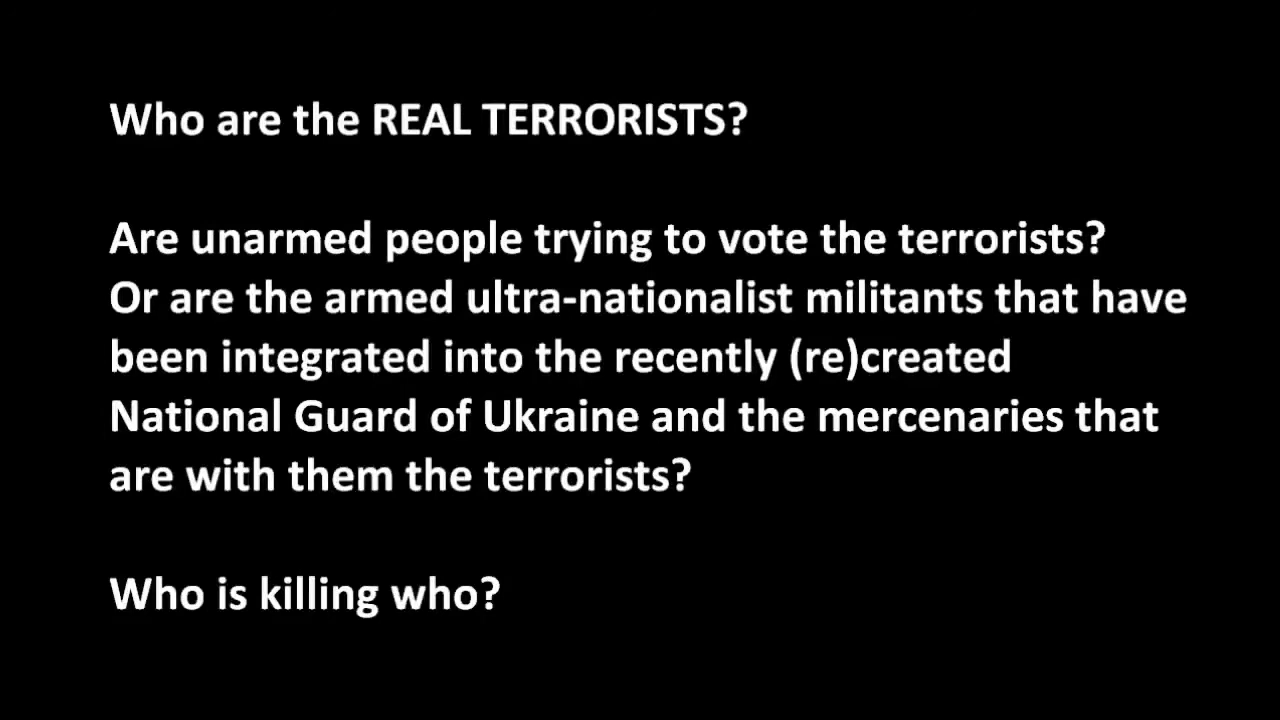 Who are the REAL TERRORISTS?
Are unarmed people trying to vote the terrorists?
Or are the armed ultra-nationalist militants that have
been integrated into the recently (re)created
National Guard of Ukraine and the mercenaries that
are with them the terrorists?
Who is killing who?